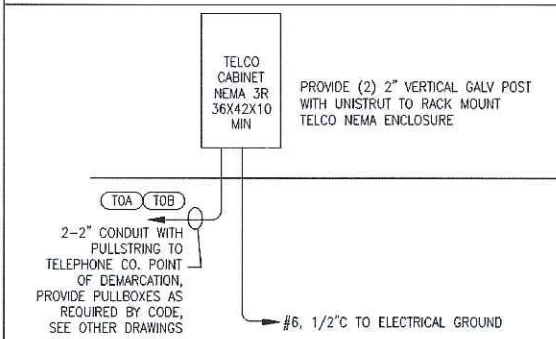 TELCO
CABINET
NEMA 3R
36X42X10
MIN
PROVIDE (2) 2" VERTICAL GALV POST
WITH UNISTRUT TO RACK MOUNT
TELCO NEMA ENCLOSURE
TOA TOB
2-2" CONDUIT WITH
PULLSTRING TO
TELEPHONE CO. POINT
OF DEMARCATION,
PROVIDE PULLBOXES AS
REQUIRED BY CODE,
SEE OTHER DRAWINGS
#6, 1/2"C TO ELECTRICAL GROUND